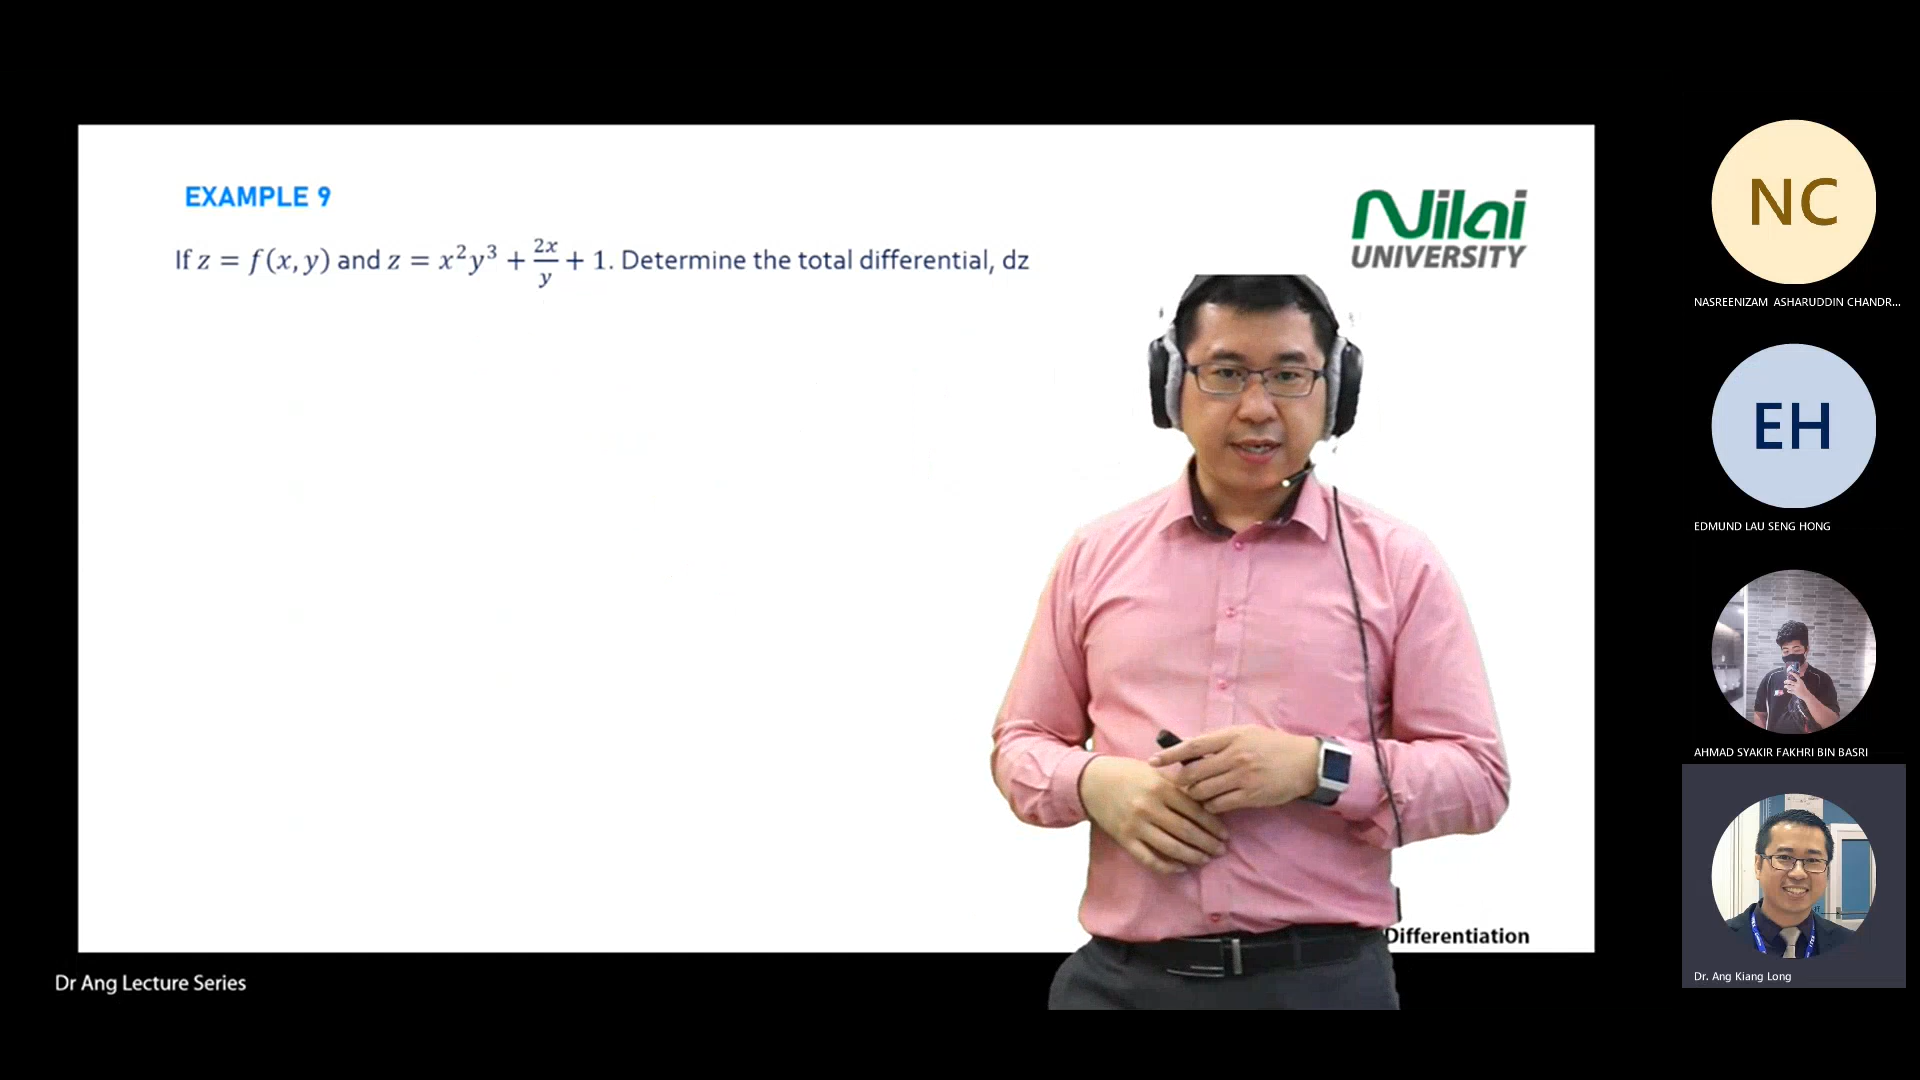 EXAMPLE 9
Nilai
UNIVERSITY
If z = f(x, y) and z = x²y³ + 2x/y + 1. Determine the total differential, dz
Differentiation
Dr Ang Lecture Series
NC
NASREENIZAM ASHARUDDIN CHANDR...
EH
EDMUND LAU SENG HONG
AHMAD SYAKIR FAKHRI BIN BASRI
Dr. Ang Kiang Long